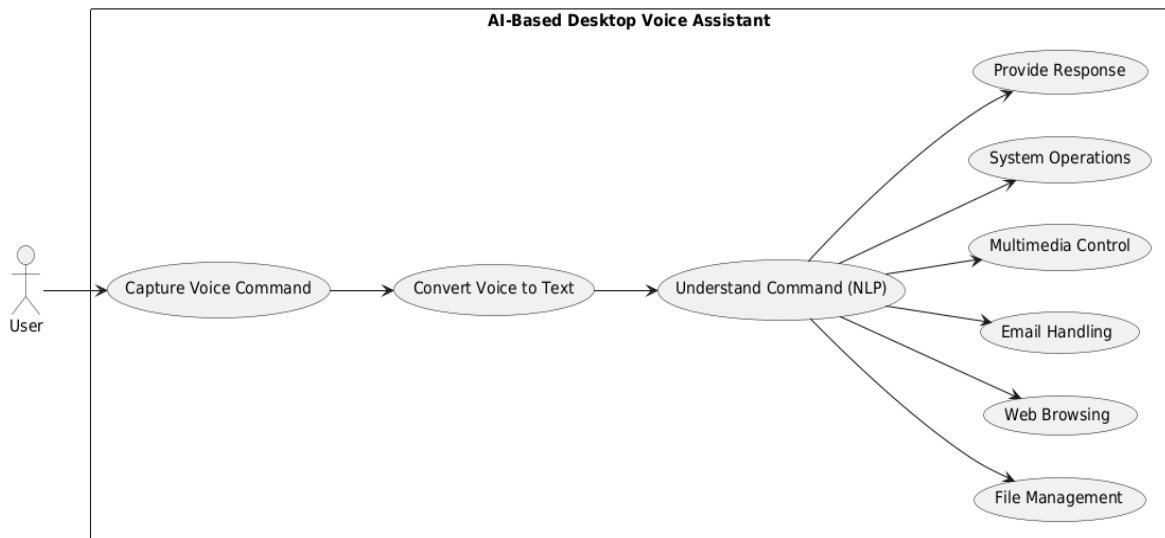 AI-Based Desktop Voice Assistant
Provide Response
System Operations
Multimedia Control
User
Capture Voice Command
Convert Voice to Text
Understand Command (NLP)
Email Handling
Web Browsing
File Management